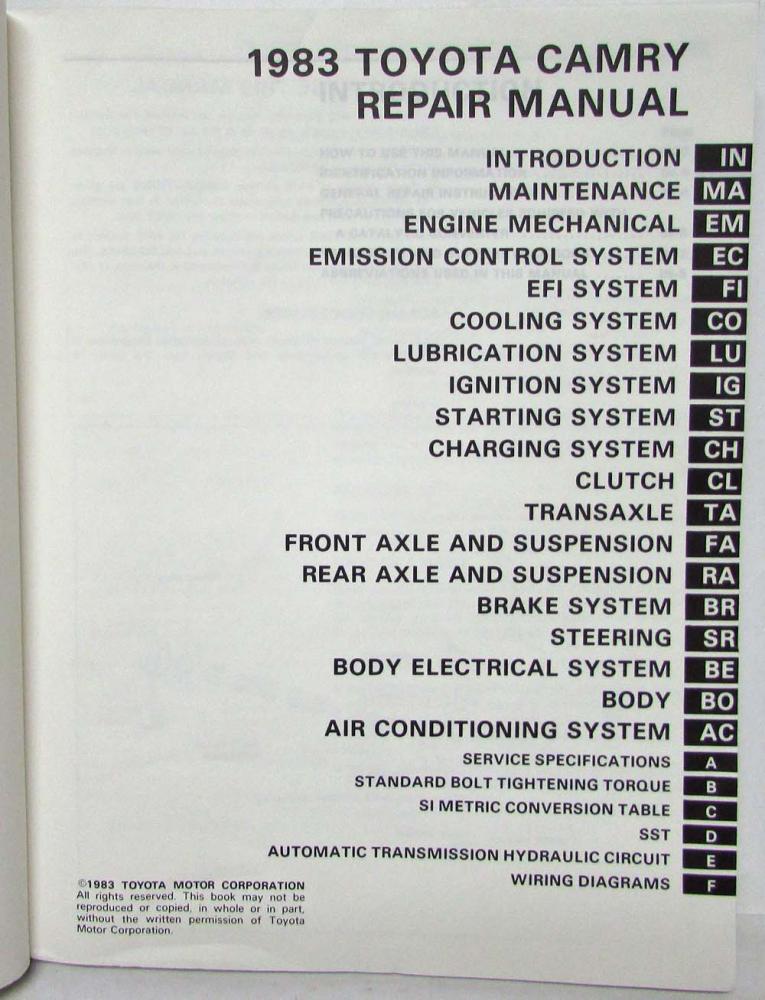 1983 TOYOTA CAMRY
REPAIR MANUAL
INTRODUCTION IN
MAINTENANCE MA
ENGINE MECHANICAL EM
EMISSION CONTROL SYSTEM EC
EFI SYSTEM FI
COOLING SYSTEM CO
LUBRICATION SYSTEM LU
IGNITION SYSTEM IG
STARTING SYSTEM ST
CHARGING SYSTEM CH
CLUTCH CL
TRANSAXLE TA
FRONT AXLE AND SUSPENSION FA
REAR AXLE AND SUSPENSION RA
BRAKE SYSTEM BR
STEERING SR
BODY ELECTRICAL SYSTEM BE
BODY BO
AIR CONDITIONING SYSTEM AC
SERVICE SPECIFICATIONS A
STANDARD BOLT TIGHTENING TORQUE B
SI METRIC CONVERSION TABLE C
SST D
AUTOMATIC TRANSMISSION HYDRAULIC CIRCUIT E
WIRING DIAGRAMS F
©1983 TOYOTA MOTOR CORPORATION
All rights reserved. This book may not be
reproduced or copied, in whole or in part,
without the written permission of Toyota
Motor Corporation.